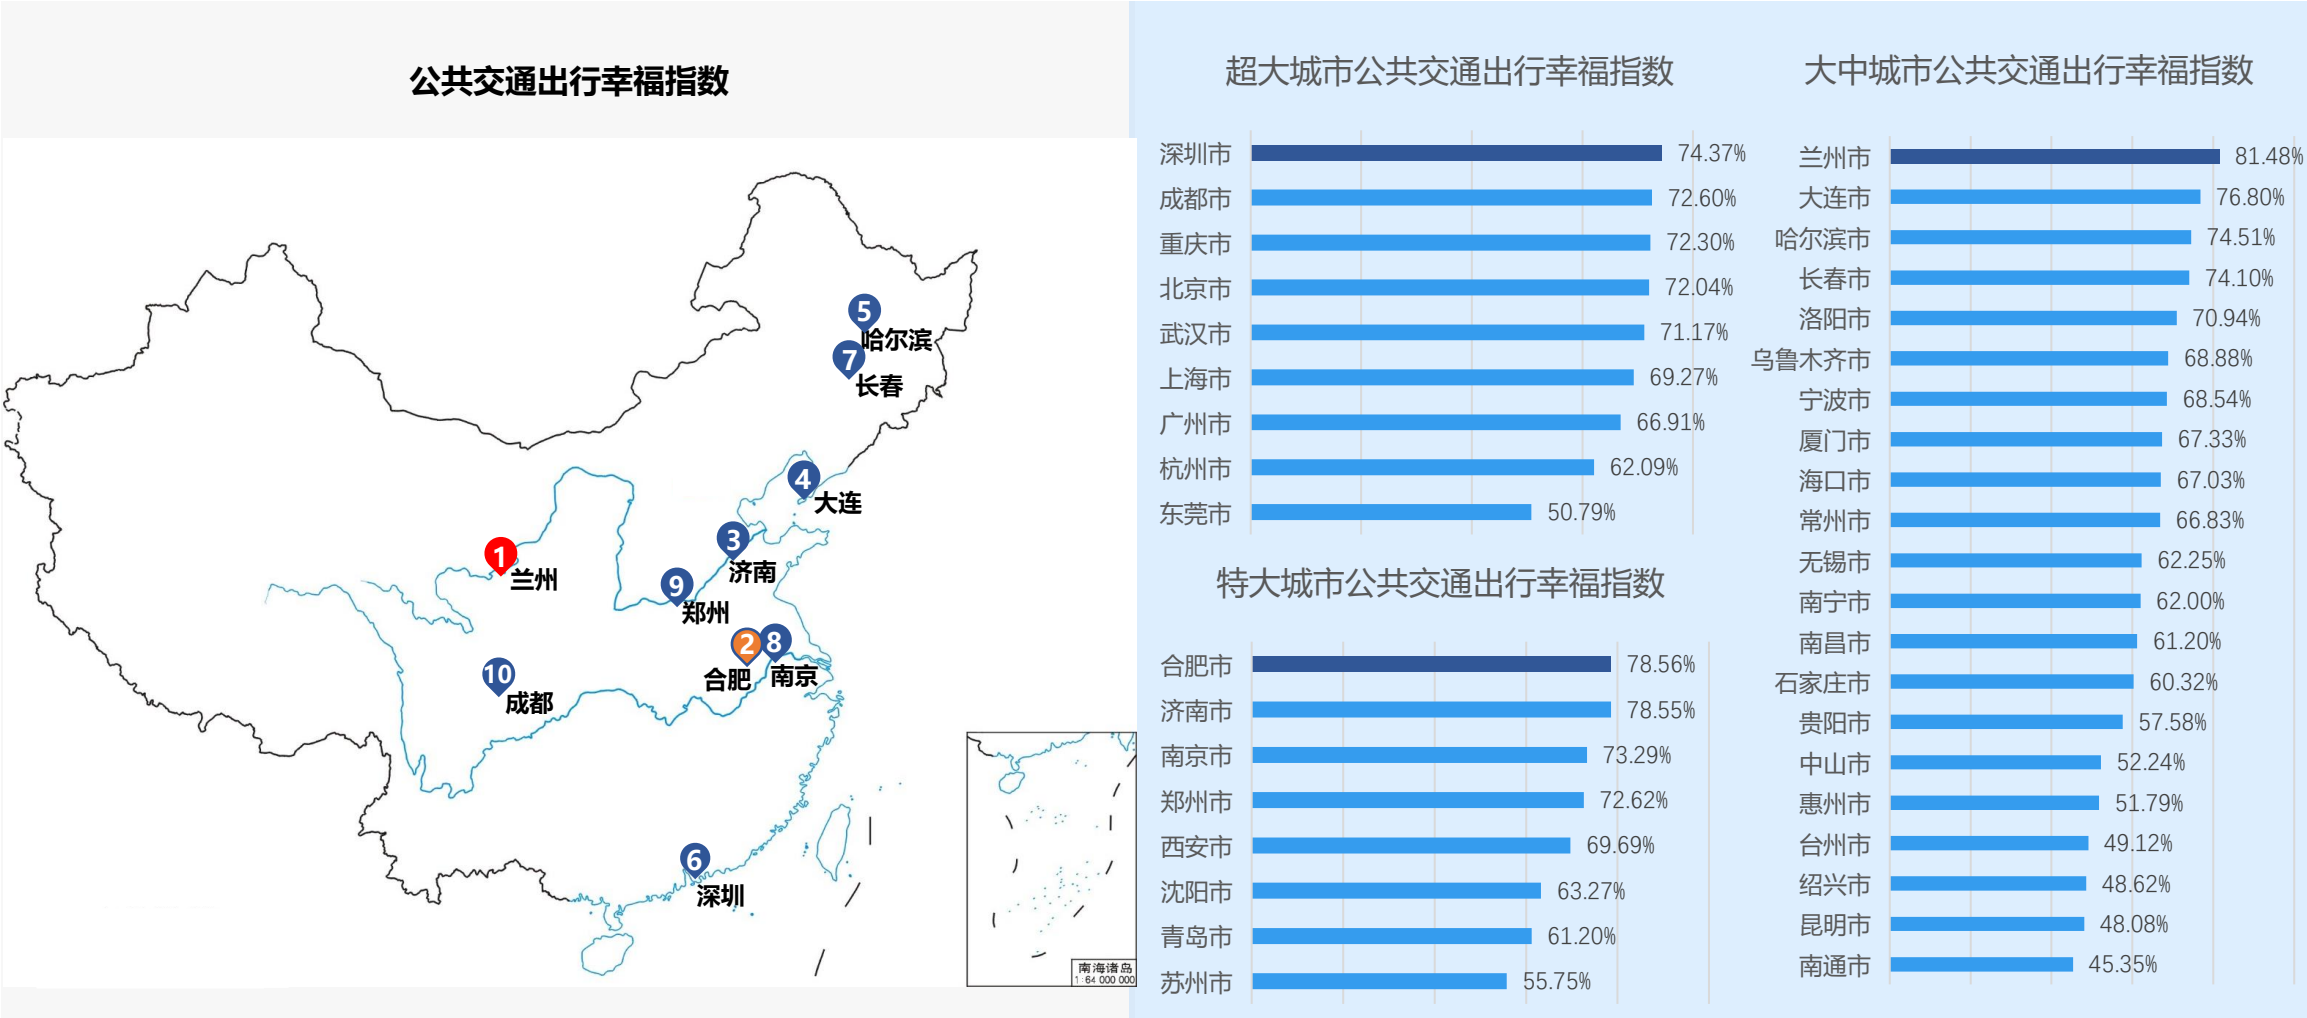 公共交通出行幸福指数
5
哈尔滨
7
长春
4
大连
3
济南
1
兰州
9
郑州
2
合肥
8
南京
10
成都
6
深圳
南海诸岛
1:64 000 000
超大城市公共交通出行幸福指数
深圳市 74.37%
成都市 72.60%
重庆市 72.30%
北京市 72.04%
武汉市 71.17%
上海市 69.27%
广州市 66.91%
杭州市 62.09%
东莞市 50.79%
特大城市公共交通出行幸福指数
合肥市 78.56%
济南市 78.55%
南京市 73.29%
郑州市 72.62%
西安市 69.69%
沈阳市 63.27%
青岛市 61.20%
苏州市 55.75%
大中城市公共交通出行幸福指数
兰州市 81.48%
大连市 76.80%
哈尔滨市 74.51%
长春市 74.10%
洛阳市 70.94%
乌鲁木齐市 68.88%
宁波市 68.54%
厦门市 67.33%
海口市 67.03%
常州市 66.83%
无锡市 62.25%
南宁市 62.00%
南昌市 61.20%
石家庄市 60.32%
贵阳市 57.58%
中山市 52.24%
惠州市 51.79%
台州市 49.12%
绍兴市 48.62%
昆明市 48.08%
南通市 45.35%